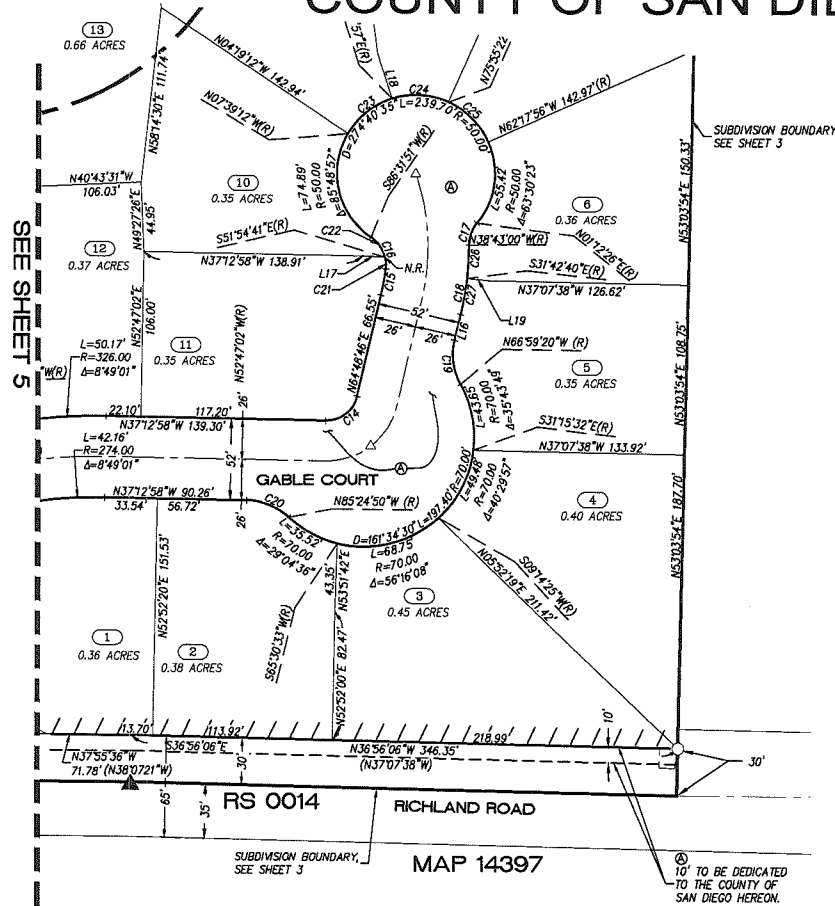 COUNTY OF SAN DIE
13
0.66 ACRES
N58°14'30"E 111.74'
N04°19'12"W 142.94'
'57"E(R)
L18
C23
C24
C25
D=274°40'35" L=239.70' R=50.00'
N75°55'22
N62°17'56"W 142.97'(R)
SUBDIVISION BOUNDARY
SEE SHEET 3
N53°03'54"E 150.33'
N07°39'12"W(R)
N40°43'31"W
106.03'
N49°27'26"E
44.95'
10
0.35 ACRES
L=74.89'
R=50.00
Δ=85°48'57"
S86°31'51"W(R)
A
L=55.42
R=50.00
Δ=63°30'23"
6
0.36 ACRES
S51°54'41"E(R)
C22
C16
C17
N38°43'00"W(R)
N01°12'26"E(R)
12
0.37 ACRES
N37°12'58"W 138.91'
L17
N.R.
C21
C15
C26
S31°42'40"E(R)
C18
C27
N37°07'38"W 126.62'
L19
SEE SHEET 5
N52°47'02"E
106.00'
11
0.35 ACRES
N64°48'46"E 66.55'
52'
26'
26'
L16
N53°03'54"E 108.75'
N66°59'20"W (R)
L=50.17'
R=326.00
Δ=8°49'01"
"W(R)
N52°47'02"W(R)
C19
5
0.35 ACRES
L=43.65
R=70.00
Δ=35°43'49"
22.10'
117.20'
N37°12'58"W 139.30'
26'
C14
S31°15'32"E(R)
L=42.16'
R=274.00
Δ=8°49'01"
52'
N37°07'38"W 133.92'
GABLE COURT
A
N37°12'58"W 90.26'
33.54'
56.72'
26'
C20
N85°24'50"W (R)
L=49.48
R=70.00
Δ=40°29'57"
4
0.40 ACRES
N53°03'54"E 187.70'
L=35.52
R=70.00
Δ=29°04'36"
D=161°34'30" L=197.40' R=70.00'
L=68.75
R=70.00
Δ=56°16'08"
N52°52'20"E 151.53'
43.35'
N53°51'42"E
3
0.45 ACRES
N05°52'19"E 211.42'
S09°14'25"W(R)
1
0.36 ACRES
2
0.38 ACRES
S65°30'33"W(R)
N52°52'00"E 82.47'
13.70'
113.92'
218.99'
10'
S36°56'06"E
N36°56'06"W 346.35'
(N37°07'38"W)
N37°55'36"W
71.78' (N38°07'21"W)
30'
30'
65'
35'
RS 0014
RICHLAND ROAD
SUBDIVISION BOUNDARY,
SEE SHEET 3
MAP 14397
A
10' TO BE DEDICATED
TO THE COUNTY OF
SAN DIEGO HEREON.